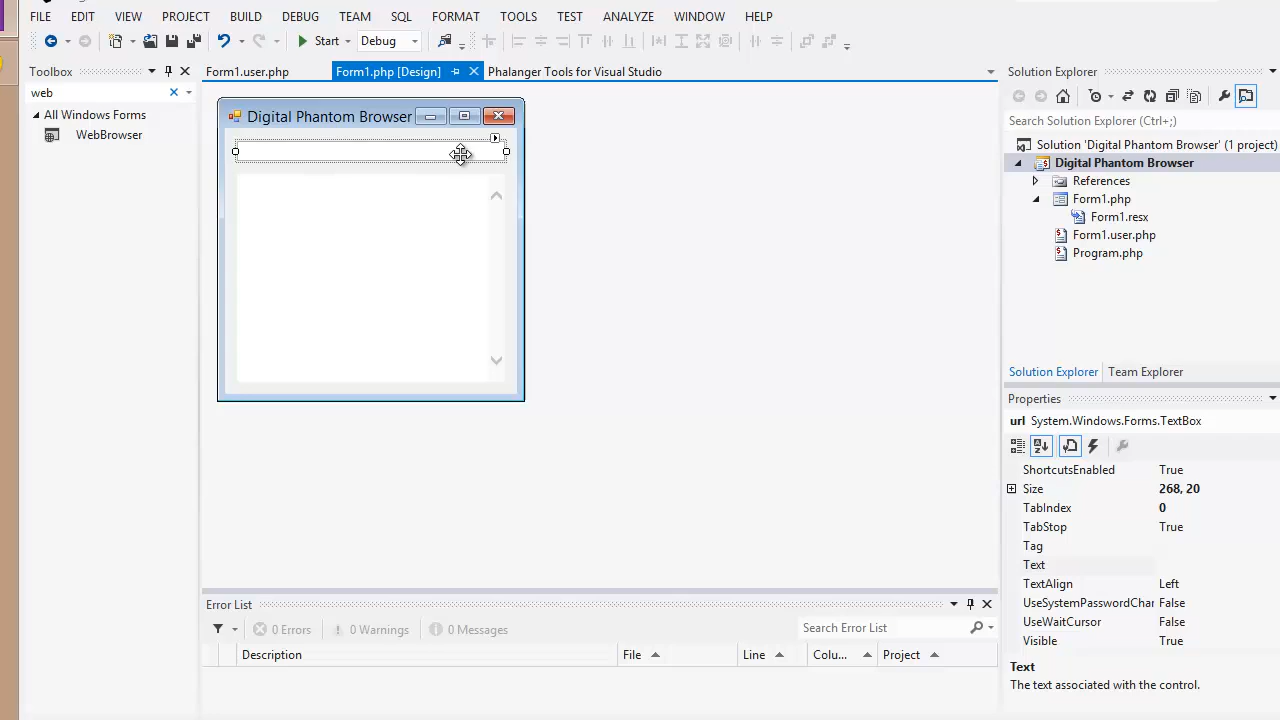 FILE EDIT VIEW PROJECT BUILD DEBUG TEAM SQL FORMAT TOOLS TEST ANALYZE WINDOW HELP
Start Debug
Toolbox
web
All Windows Forms
WebBrowser
Form1.user.php Form1.php [Design] Phalanger Tools for Visual Studio
Digital Phantom Browser
Solution Explorer
Search Solution Explorer (Ctrl+;)
Solution 'Digital Phantom Browser' (1 project)
Digital Phantom Browser
References
Form1.php
Form1.resx
Form1.user.php
Program.php
Solution Explorer Team Explorer
Properties
url System.Windows.Forms.TextBox
ShortcutsEnabled True
Size 268, 20
TabIndex 0
TabStop True
Tag
Text
TextAlign Left
UseSystemPasswordChar False
UseWaitCursor False
Visible True
Text
The text associated with the control.
Error List
0 Errors 0 Warnings 0 Messages Search Error List
Description File Line Colu... Project